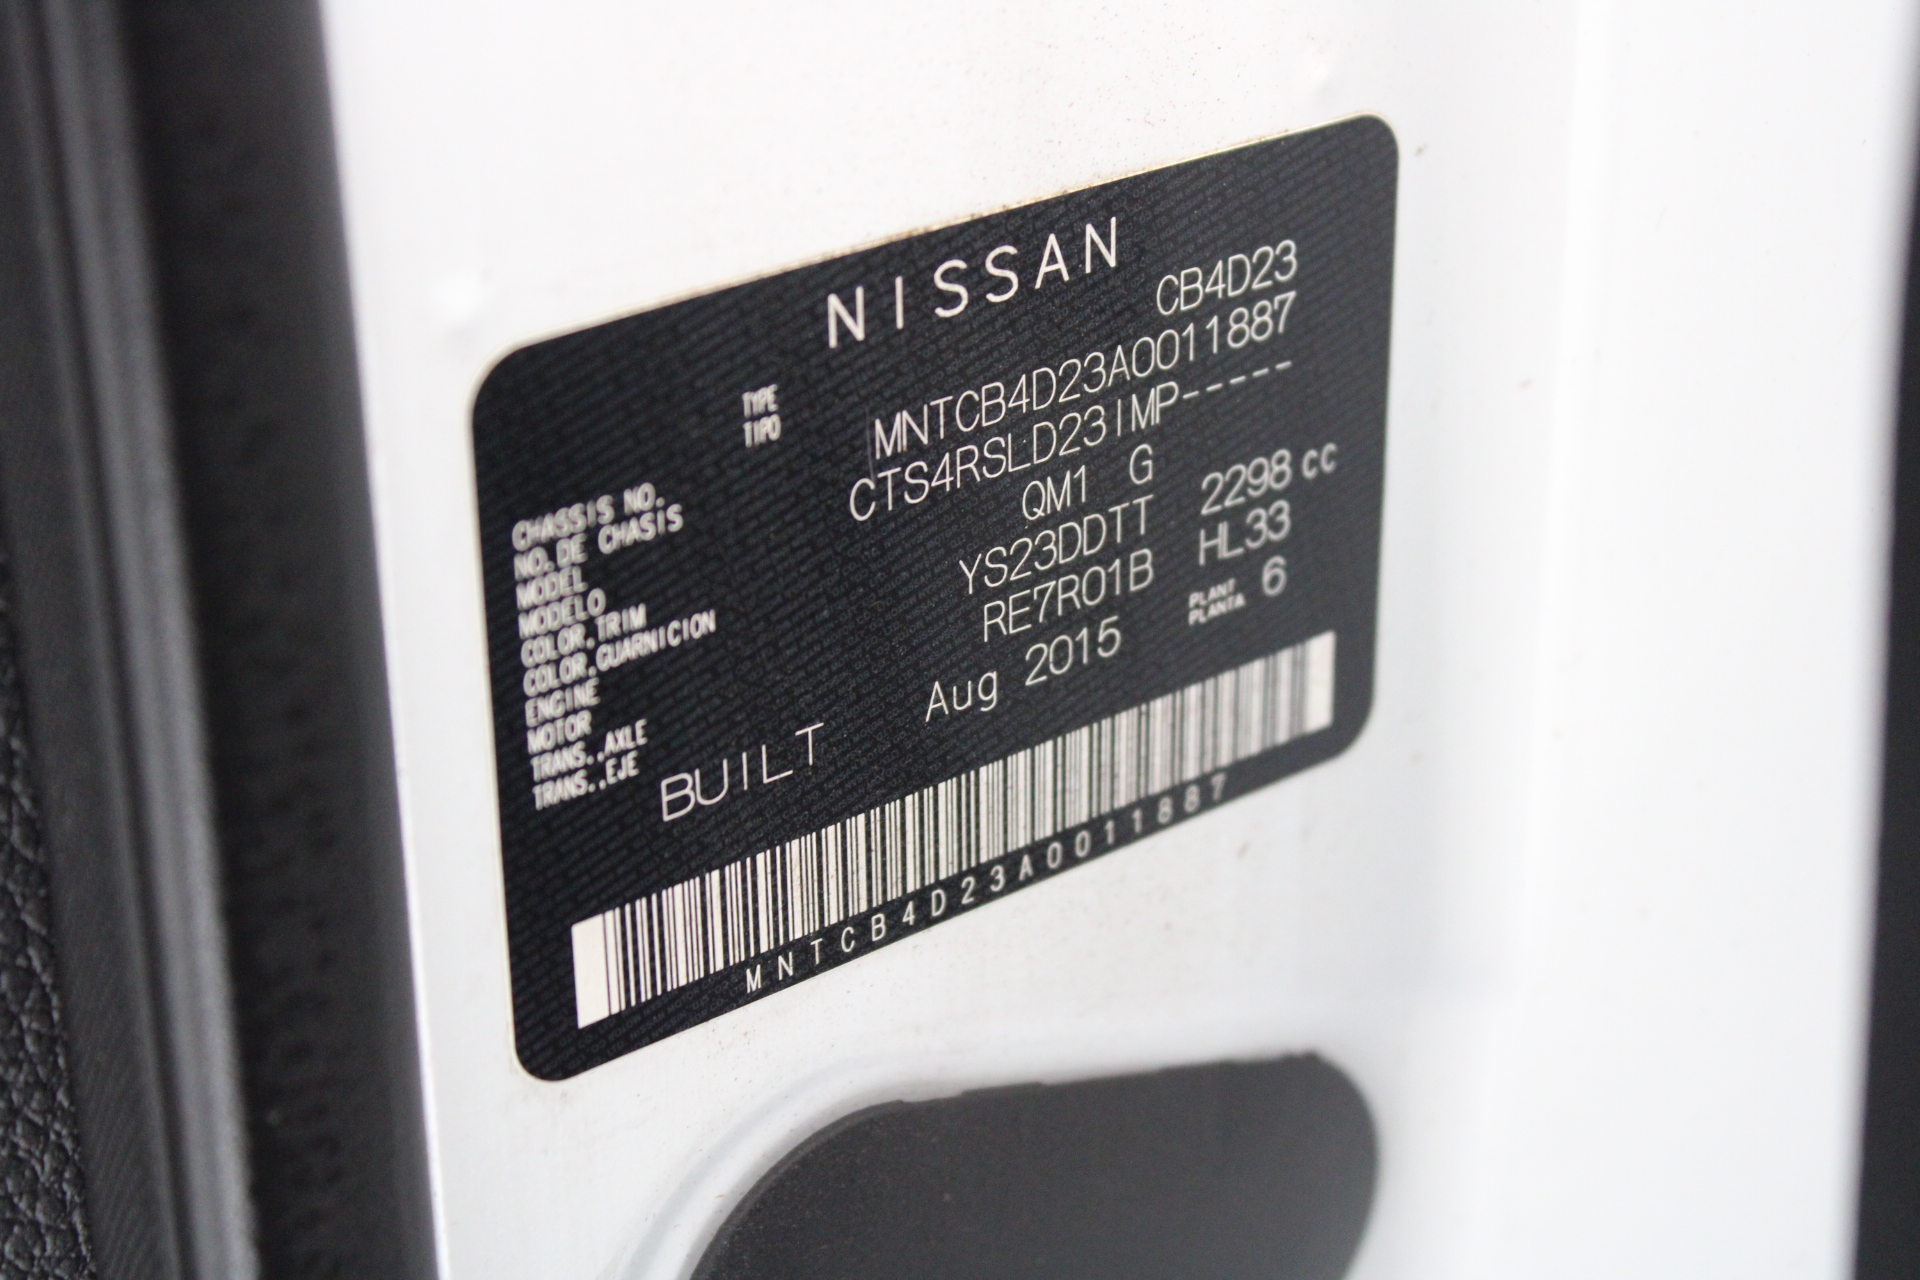 NISSAN
TYPE CB4D23
TIPO
CHASSIS NO. MNTCB4D23A0011887
NO.DE CHASIS
MODEL CTS4RSLD23IMP-----
MODELO
COLOR,TRIM QM1 G
COLOR,GUARNICION
ENGINE YS23DDTT 2298 cc
MOTOR
TRANS.,AXLE RE7R01B HL33
TRANS.,EJE
BUILT Aug 2015 PLANT 6
PLANTA
MNTCB4D23A0011887